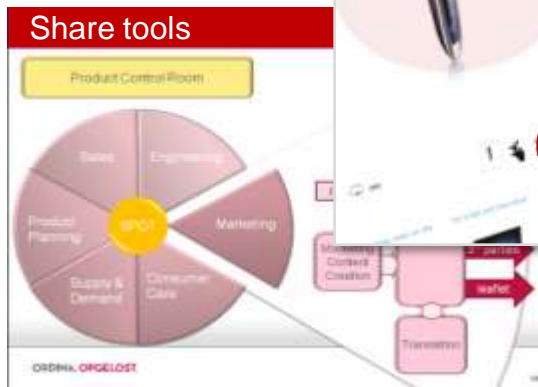 Share tools
Product Control Room
Sales
Engineering
Product
Planning
SPOT
Marketing
Supply &
Demand
Consumer
Care
Marketing
Content
Creation
parties
leaflet
Translation
ORDINA. OPGELOST.